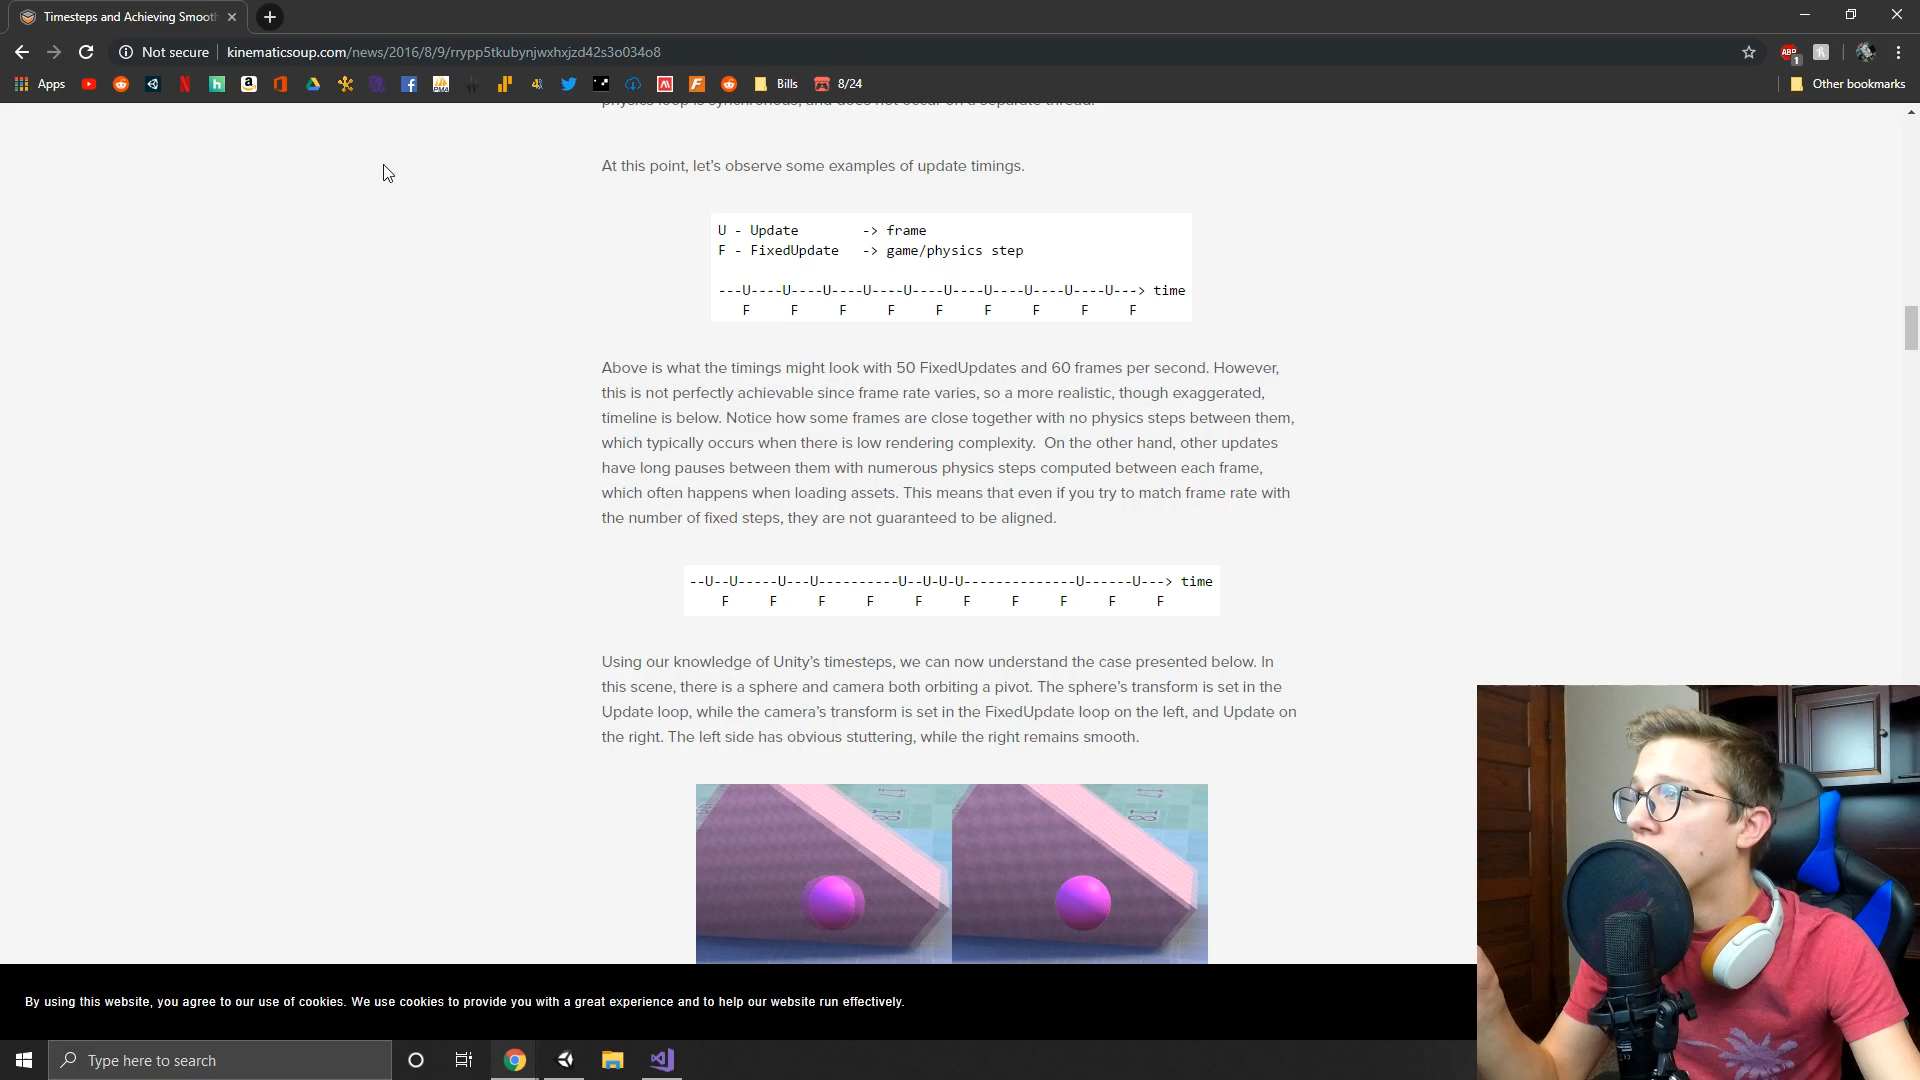 Timesteps and Achieving Smoot
Not secure
kinematicsoup.com/news/2016/8/9/rrypp5tkubynjwxhxjzd42s3o034o8
Apps
Bills
8/24
Other bookmarks
physics loop is synchronous, and does not occur on a separate thread.
At this point, let’s observe some examples of update timings.
U - Update        -> frame
F - FixedUpdate   -> game/physics step
---U----U----U----U----U----U----U----U----U----U---> time
F     F     F     F     F     F     F     F     F
Above is what the timings might look with 50 FixedUpdates and 60 frames per second. However,
this is not perfectly achievable since frame rate varies, so a more realistic, though exaggerated,
timeline is below. Notice how some frames are close together with no physics steps between them,
which typically occurs when there is low rendering complexity.  On the other hand, other updates
have long pauses between them with numerous physics steps computed between each frame,
which often happens when loading assets. This means that even if you try to match frame rate with
the number of fixed steps, they are not guaranteed to be aligned.
--U--U-----U---U----------U--U-U-U--------------U------U---> time
F     F     F     F     F     F     F     F     F     F
Using our knowledge of Unity’s timesteps, we can now understand the case presented below. In
this scene, there is a sphere and camera both orbiting a pivot. The sphere’s transform is set in the
Update loop, while the camera’s transform is set in the FixedUpdate loop on the left, and Update on
the right. The left side has obvious stuttering, while the right remains smooth.
By using this website, you agree to our use of cookies. We use cookies to provide you with a great experience and to help our website run effectively.
Type here to search